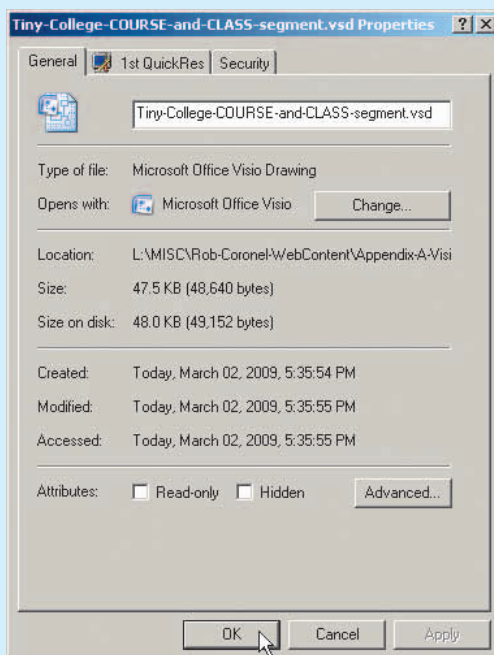 Tiny-College-COURSE-and-CLASS-segment.vsd Properties
General 1st QuickRes Security
Tiny-College-COURSE-and-CLASS-segment.vsd
Type of file: Microsoft Office Visio Drawing
Opens with: Microsoft Office Visio Change...
Location: L:\MISC\Rob-Coronel-WebContent\Appendix-A-Visi
Size: 47.5 KB (48,640 bytes)
Size on disk: 48.0 KB (49,152 bytes)
Created: Today, March 02, 2009, 5:35:54 PM
Modified: Today, March 02, 2009, 5:35:55 PM
Accessed: Today, March 02, 2009, 5:35:55 PM
Attributes: Read-only Hidden Advanced...
OK Cancel Apply